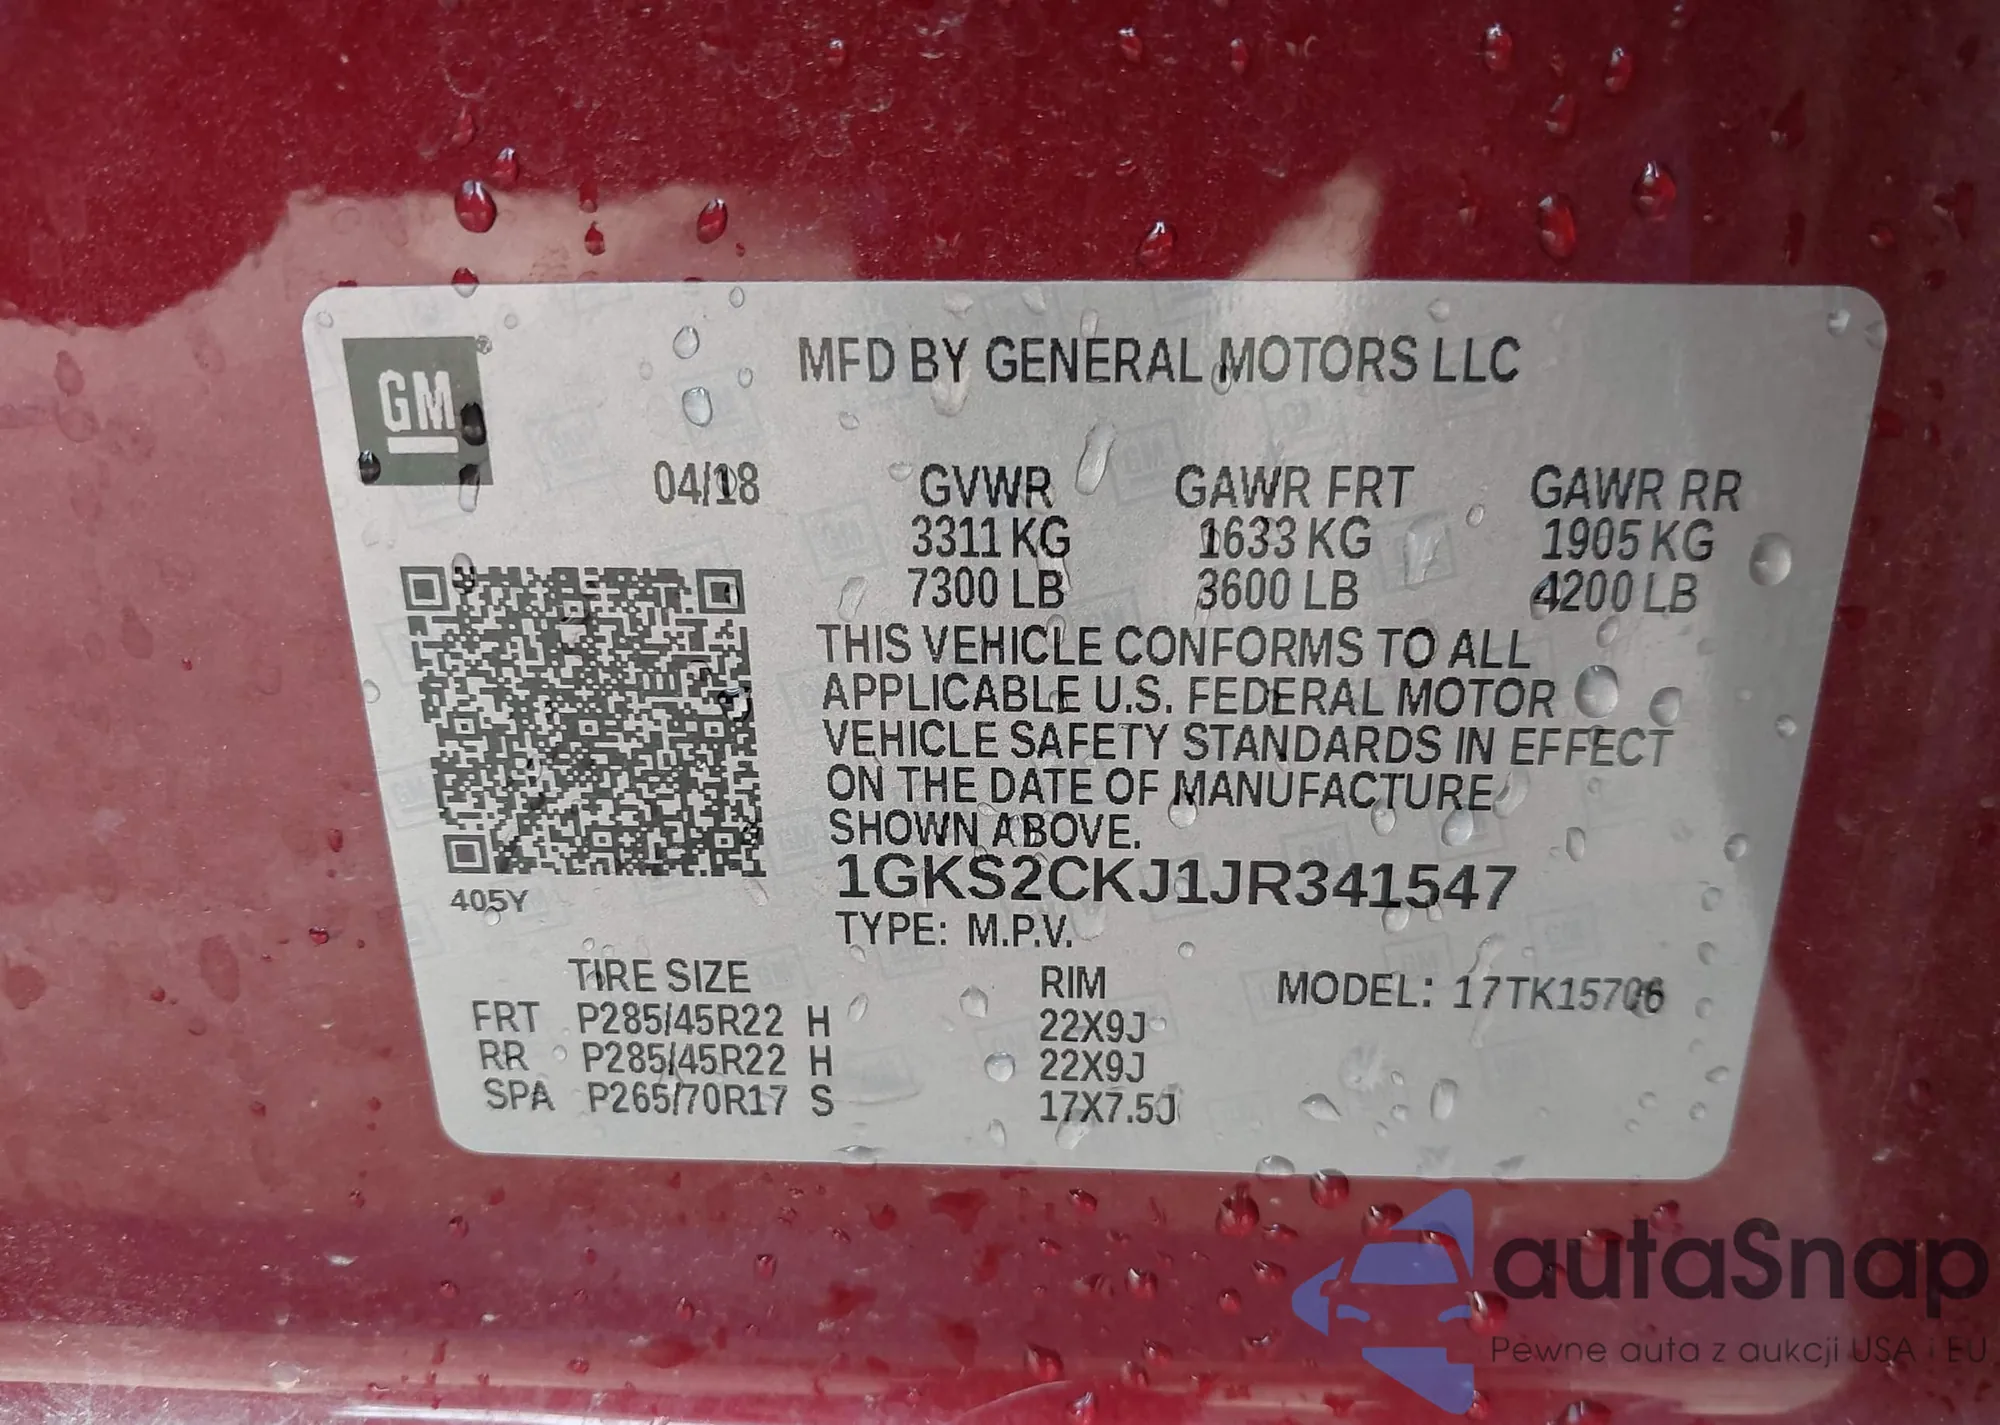 GM
MFD BY GENERAL MOTORS LLC
04/18 GVWR GAWR FRT GAWR RR
3311 KG 1633 KG 1905 KG
7300 LB 3600 LB 4200 LB
THIS VEHICLE CONFORMS TO ALL
APPLICABLE U.S. FEDERAL MOTOR
VEHICLE SAFETY STANDARDS IN EFFECT
ON THE DATE OF MANUFACTURE
SHOWN ABOVE.
1GKS2CKJ1JR341547
405Y
TYPE: M.P.V.
TIRE SIZE RIM MODEL: 17TK15706
FRT P285/45R22 H 22X9J
RR P285/45R22 H 22X9J
SPA P265/70R17 S 17X7.5J
autaSnap
Pewne auta z aukcji USA i EU